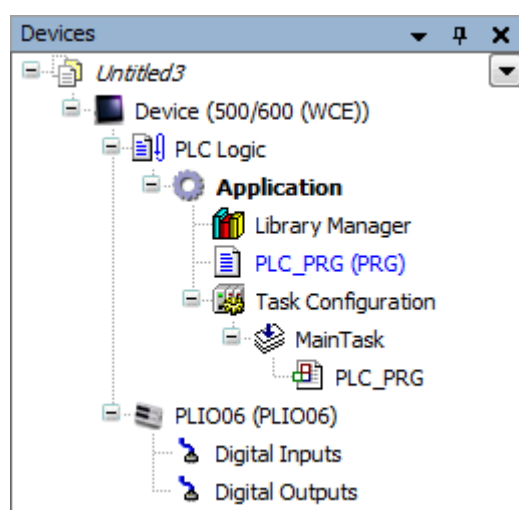 Devices
Untitled3
Device (500/600 (WCE))
PLC Logic
Application
Library Manager
PLC_PRG (PRG)
Task Configuration
MainTask
PLC_PRG
PLIO06 (PLIO06)
Digital Inputs
Digital Outputs